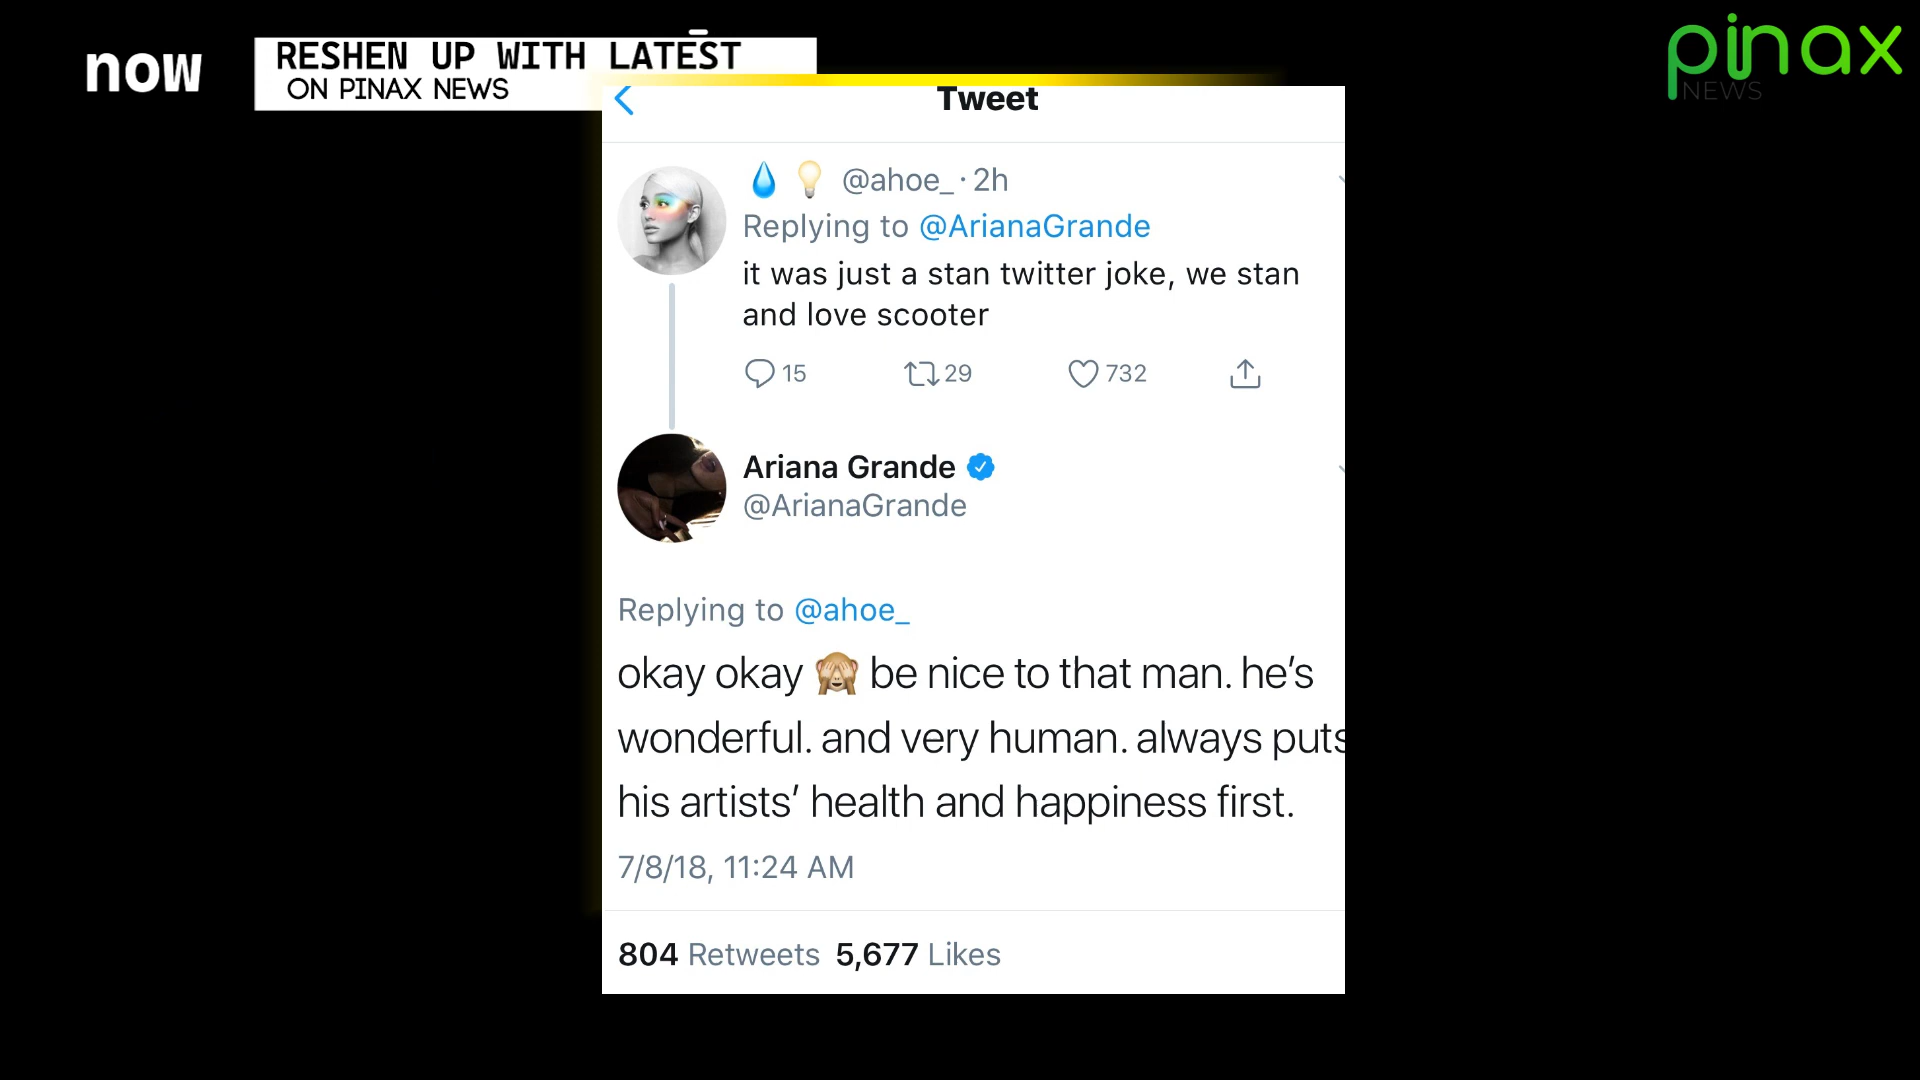 now
RESHEN UP WITH LATEST
ON PINAX NEWS
pinax
NEWS
Tweet
💧 💡 @ahoe_ · 2h
Replying to @ArianaGrande
it was just a stan twitter joke, we stan
and love scooter
15 29 732
Ariana Grande
@ArianaGrande
Replying to @ahoe_
okay okay 🙈 be nice to that man. he’s
wonderful. and very human. always puts
his artists’ health and happiness first.
7/8/18, 11:24 AM
804 Retweets 5,677 Likes